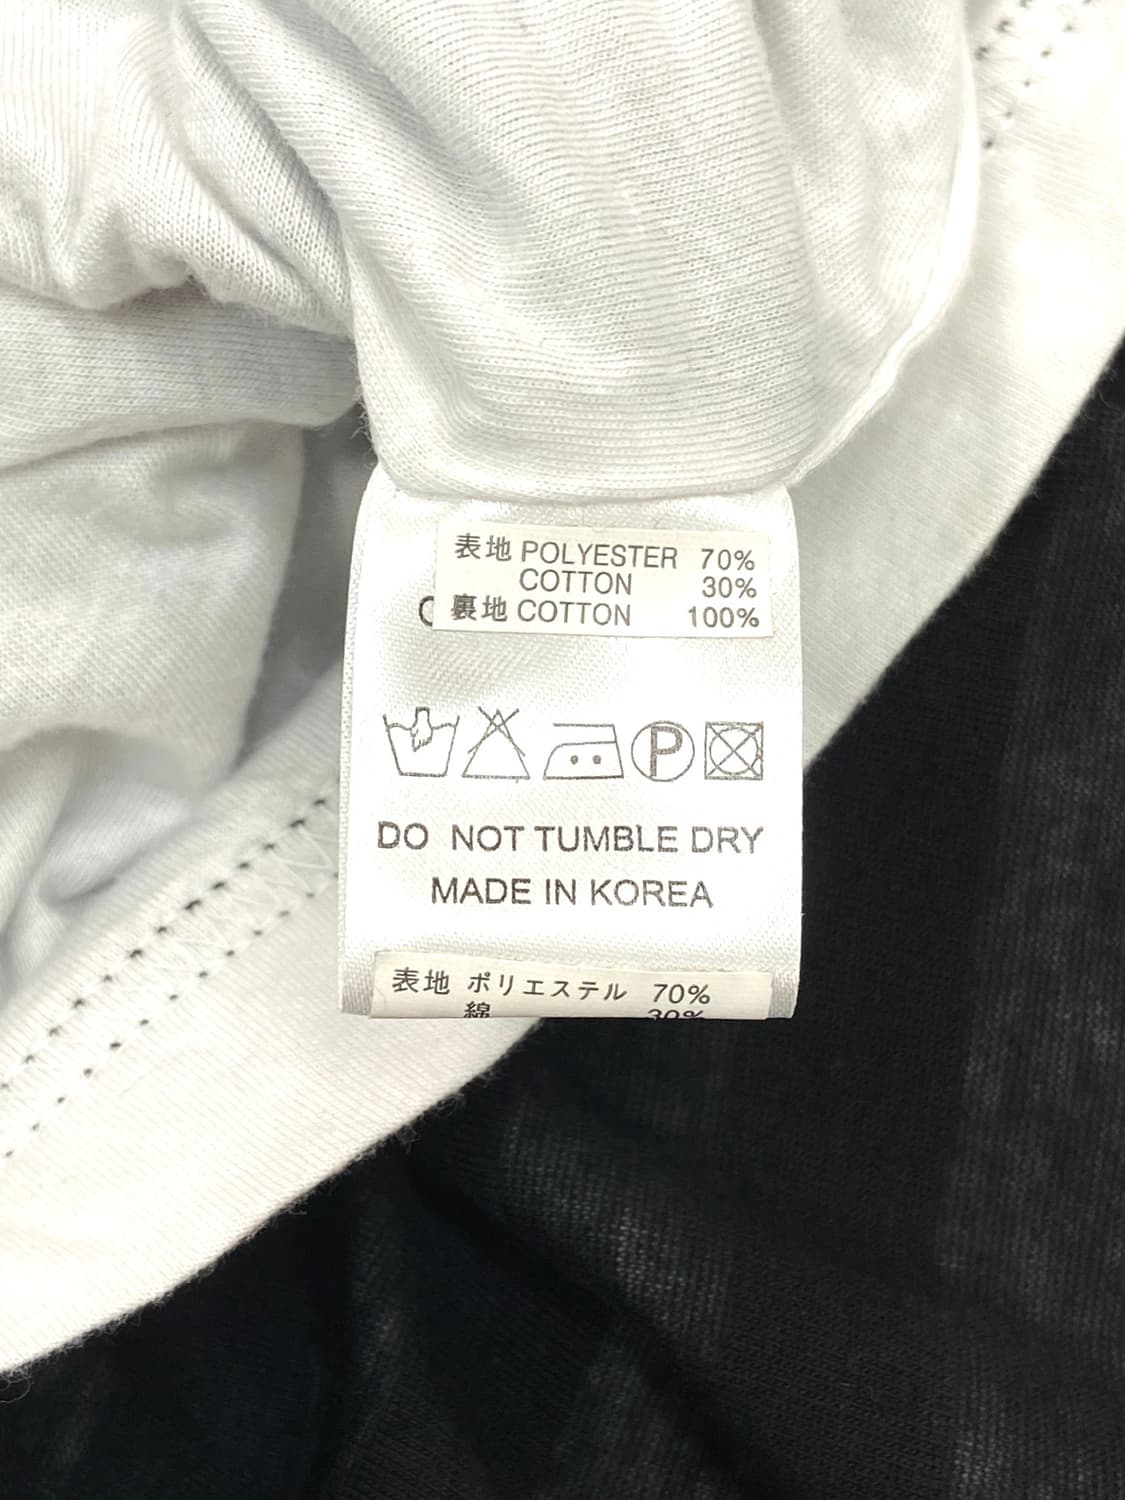 表地 POLYESTER 70%
COTTON 30%
裏地 COTTON 100%
P
DO NOT TUMBLE DRY
MADE IN KOREA
表地 ポリエステル 70%
綿 30%